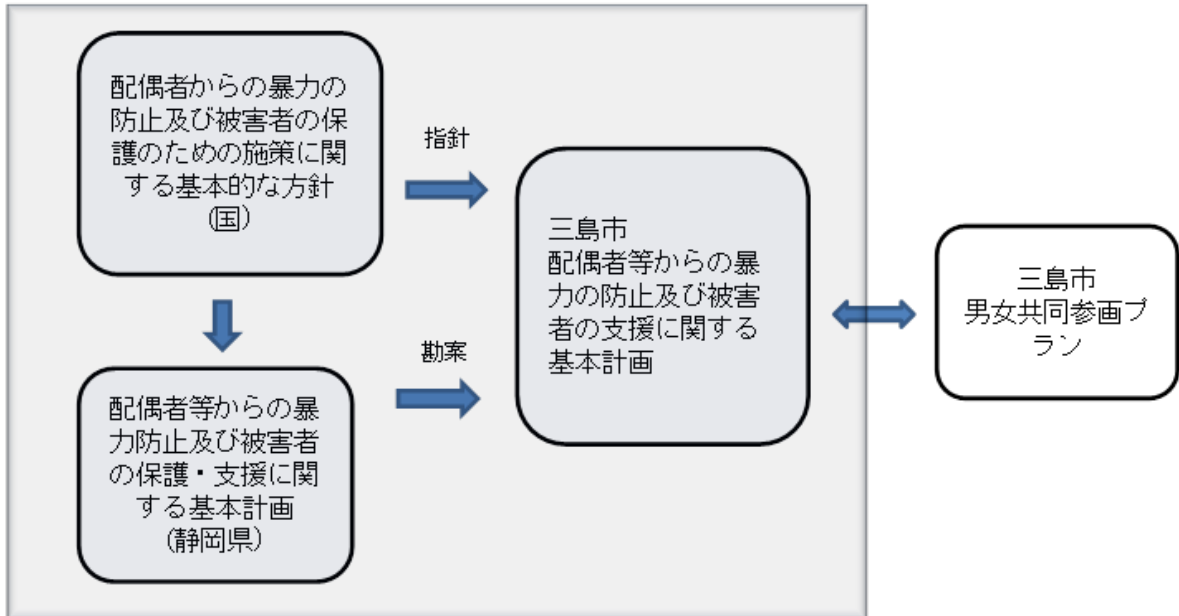 配偶者からの暴力の
防止及び被害者の保
護のための施策に関
する基本的な方針
(国)
指針
三島市
配偶者等からの暴
力の防止及び被害
者の支援に関する
基本計画
三島市
男女共同参画プ
ラン
勘案
配偶者等からの暴
力防止及び被害者
の保護・支援に関
する基本計画
(静岡県)